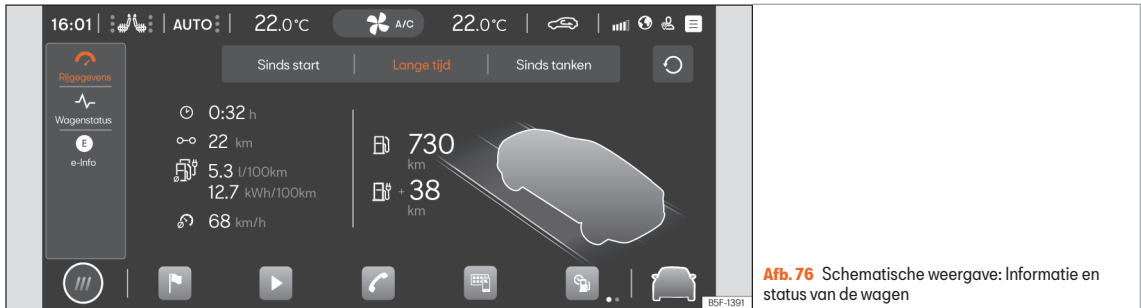 16:01 AUTO 22.0°C A/C 22.0°C
Rijgegevens
Wagenstatus
E
e-Info
Sinds start Lange tijd Sinds tanken
0:32 h
22 km
5.3 l/100km
12.7 kWh/100km
68 km/h
730
km
+ 38
km
B5F-1391
Afb. 76 Schematische weergave: Informatie en
status van de wagen